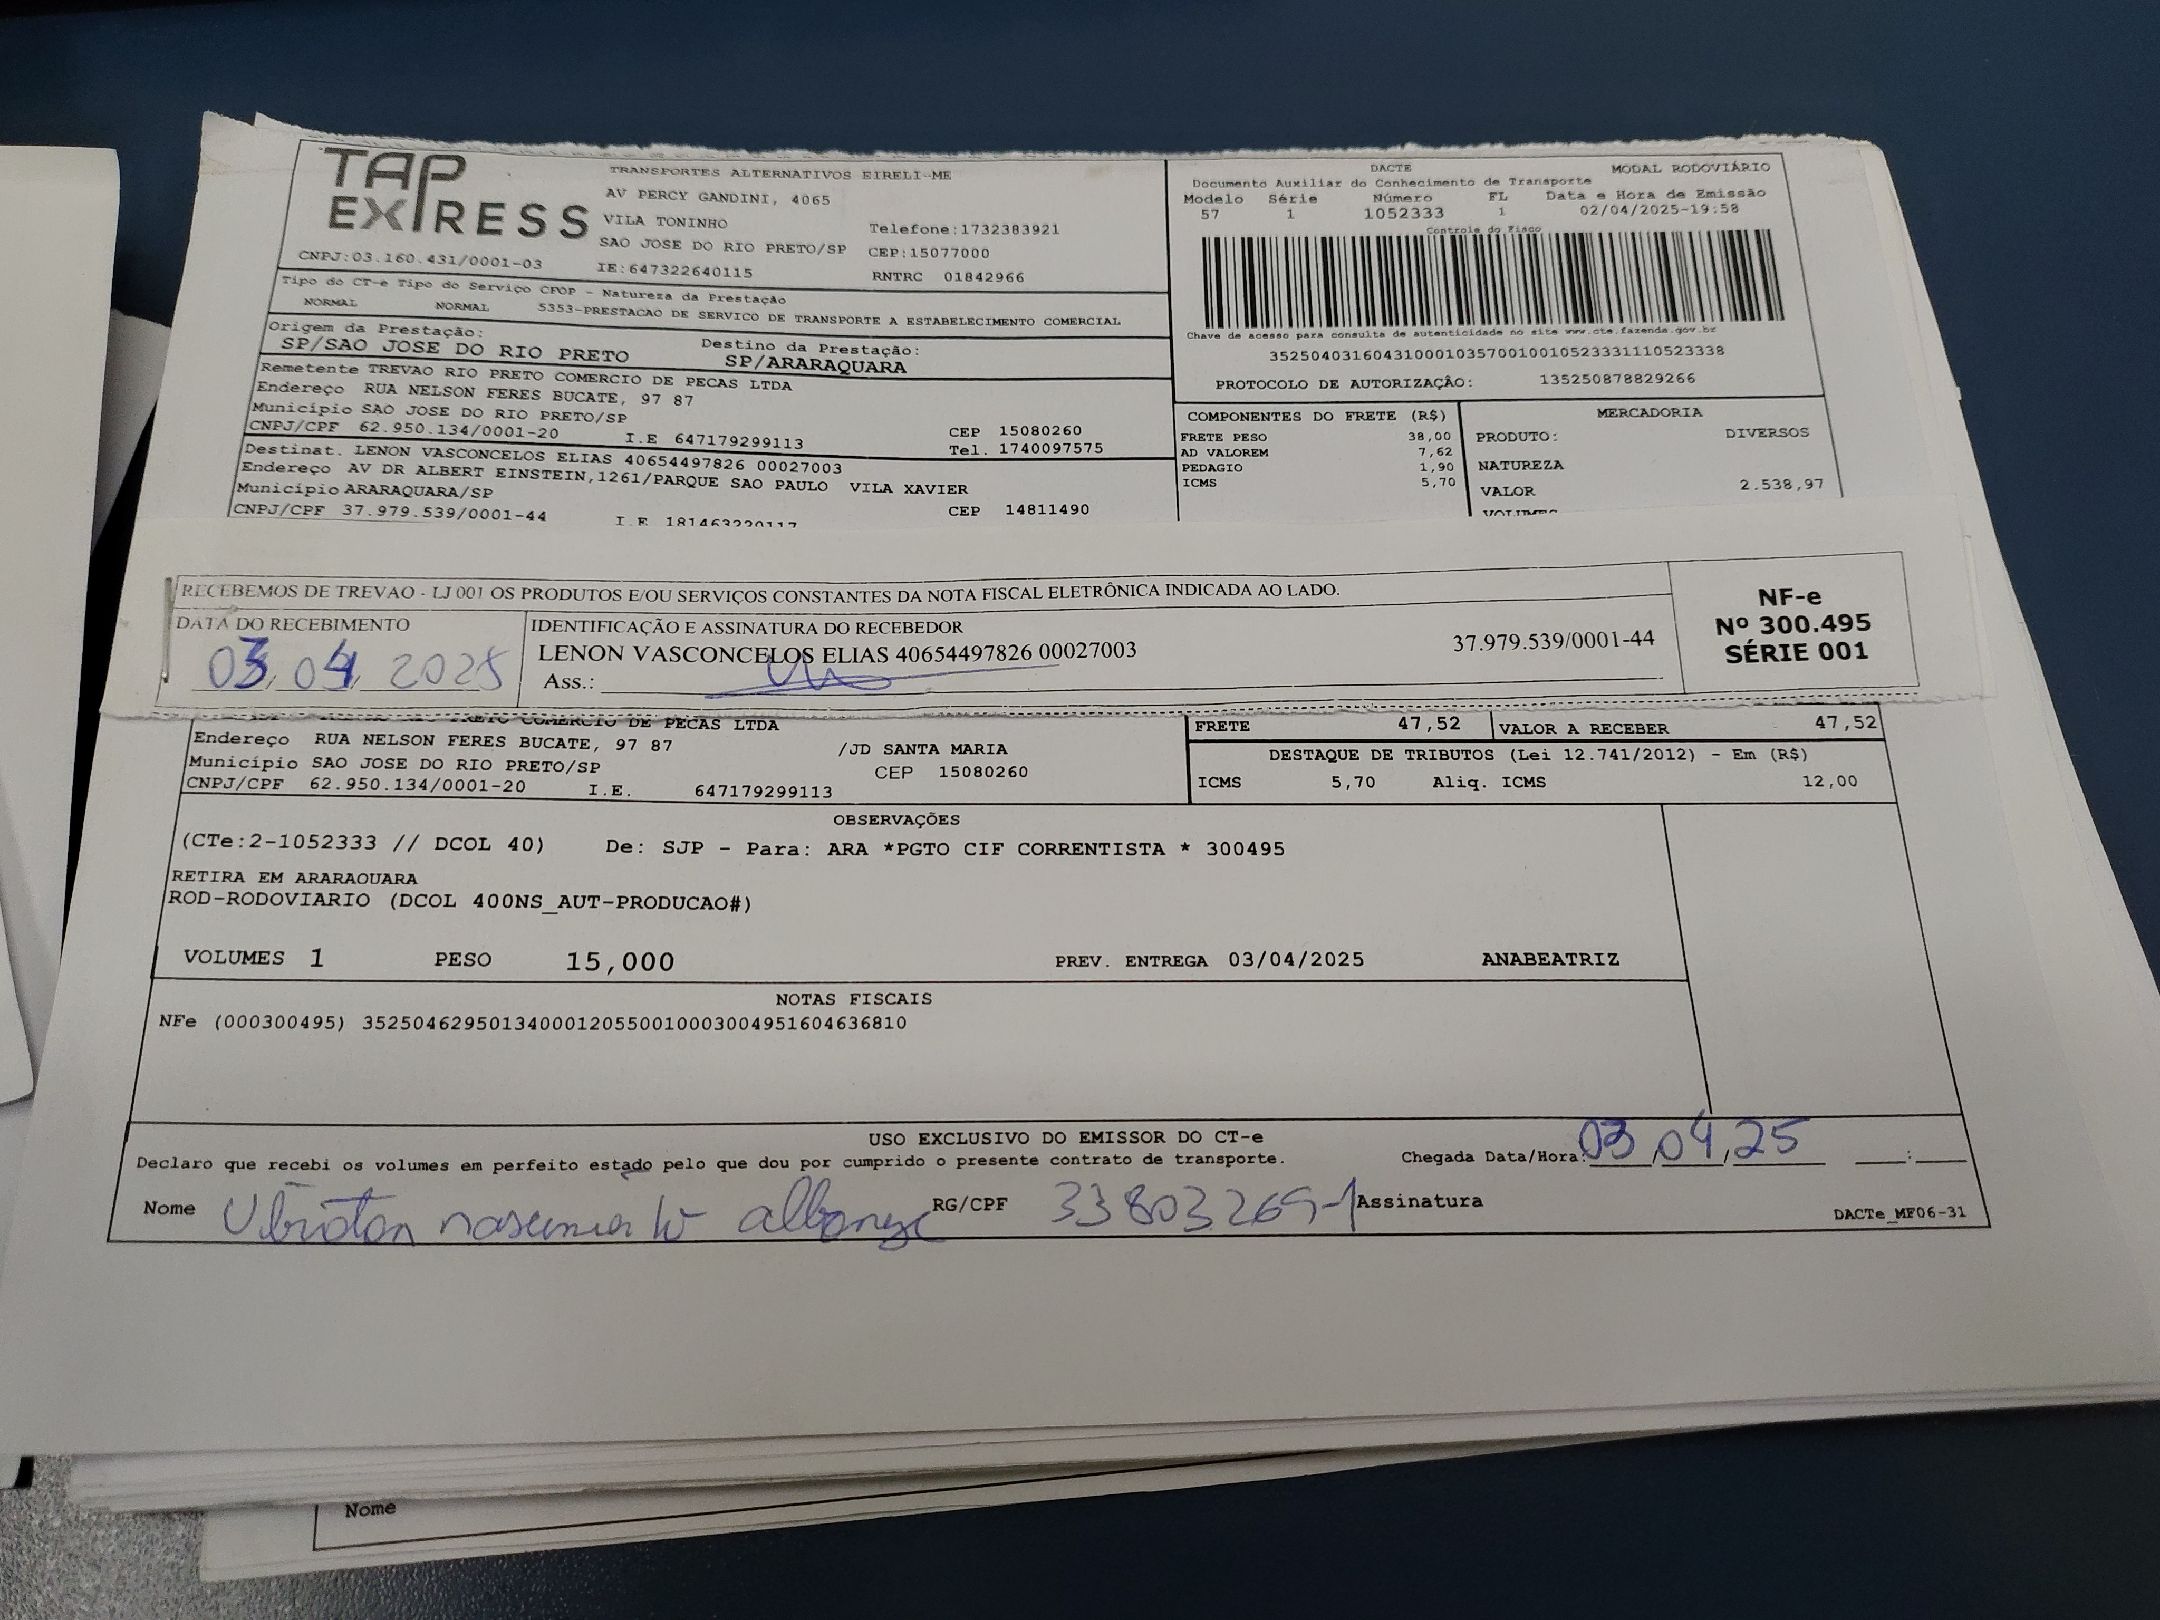 TAP EXPRESS
TRANSPORTES ALTERNATIVOS EIRELI-ME
AV PERCY GANDINI, 4065
VILA TONINHO Telefone:1732383921
SAO JOSE DO RIO PRETO/SP CEP:15077000
CNPJ:03.160.431/0001-03 IE:647322640115 RNTRC 01842966
Tipo do CT-e Tipo do Serviço CFOP - Natureza da Prestação
NORMAL NORMAL 5353-PRESTACAO DE SERVICO DE TRANSPORTE A ESTABELECIMENTO COMERCIAL
Origem da Prestação: Destino da Prestação:
SP/SAO JOSE DO RIO PRETO SP/ARARAQUARA
Remetente TREVAO RIO PRETO COMERCIO DE PECAS LTDA
Endereço RUA NELSON FERES BUCATE, 97 87
Município SAO JOSE DO RIO PRETO/SP CEP 15080260
CNPJ/CPF 62.950.134/0001-20 I.E 647179299113 Tel. 1740097575
Destinat. LENON VASCONCELOS ELIAS 40654497826 00027003
Endereço AV DR ALBERT EINSTEIN,1261/PARQUE SAO PAULO VILA XAVIER
Município ARARAQUARA/SP CEP 14811490
CNPJ/CPF 37.979.539/0001-44 I.E 181463220117
DACTE MODAL RODOVIÁRIO
Documento Auxiliar do Conhecimento de Transporte
Modelo Série Número FL Data e Hora de Emissão
57 1 1052333 1 02/04/2025-19:58
Controle do Fisco
Chave de acesso para consulta de autenticidade no site www.cte.fazenda.gov.br
35250403160431000103570010010523331110523338
PROTOCOLO DE AUTORIZAÇÃO: 135250878829266
COMPONENTES DO FRETE (R$) MERCADORIA
FRETE PESO 38,00 PRODUTO: DIVERSOS
AD VALOREM 7,62
PEDAGIO 1,90 NATUREZA
ICMS 5,70 VALOR 2.538,97
VOLUMES
RECEBEMOS DE TREVAO - LJ 001 OS PRODUTOS E/OU SERVIÇOS CONSTANTES DA NOTA FISCAL ELETRÔNICA INDICADA AO LADO.
DATA DO RECEBIMENTO IDENTIFICAÇÃO E ASSINATURA DO RECEBEDOR
03 04 2025 LENON VASCONCELOS ELIAS 40654497826 00027003 37.979.539/0001-44
Ass.:
NF-e
Nº 300.495
SÉRIE 001
PRETO COMERCIO DE PECAS LTDA
Endereço RUA NELSON FERES BUCATE, 97 87 /JD SANTA MARIA
Município SAO JOSE DO RIO PRETO/SP CEP 15080260
CNPJ/CPF 62.950.134/0001-20 I.E. 647179299113
FRETE 47,52 VALOR A RECEBER 47,52
DESTAQUE DE TRIBUTOS (Lei 12.741/2012) - Em (R$)
ICMS 5,70 Aliq. ICMS 12,00
OBSERVAÇÕES
(CTe:2-1052333 // DCOL 40) De: SJP - Para: ARA *PGTO CIF CORRENTISTA * 300495
RETIRA EM ARARAQUARA
ROD-RODOVIARIO (DCOL 400NS_AUT-PRODUCAO#)
VOLUMES 1 PESO 15,000 PREV. ENTREGA 03/04/2025 ANABEATRIZ
NOTAS FISCAIS
NFe (000300495) 35250462950134000120550010003004951604636810
USO EXCLUSIVO DO EMISSOR DO CT-e
Declaro que recebi os volumes em perfeito estado pelo que dou por cumprido o presente contrato de transporte. Chegada Data/Hora: 03 04 25 :
Nome RG/CPF 33803269-1 Assinatura
DACTe_MF06-31
Nome